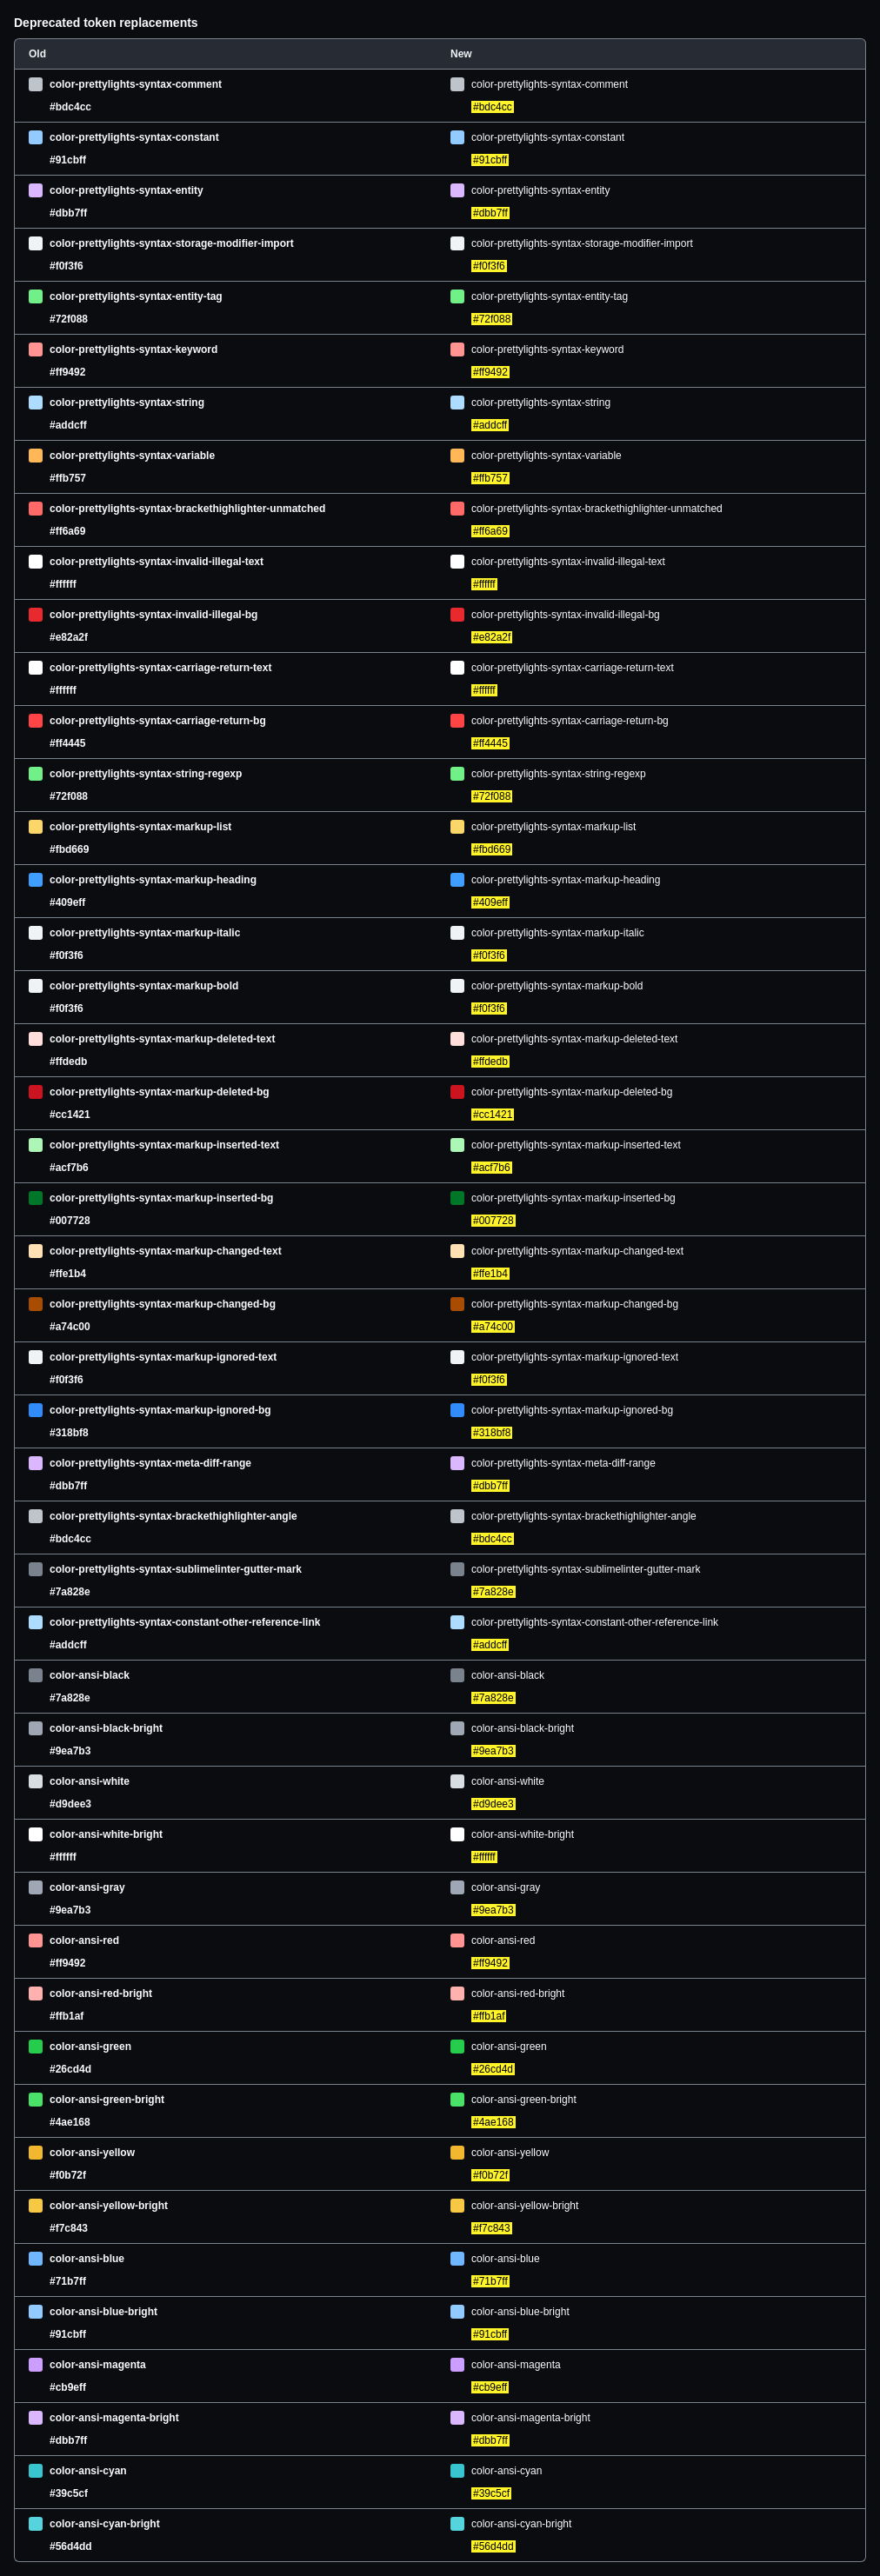 Deprecated token replacements
Old New
color-prettylights-syntax-comment color-prettylights-syntax-comment
#bdc4cc #bdc4cc
color-prettylights-syntax-constant color-prettylights-syntax-constant
#91cbff #91cbff
color-prettylights-syntax-entity color-prettylights-syntax-entity
#dbb7ff #dbb7ff
color-prettylights-syntax-storage-modifier-import color-prettylights-syntax-storage-modifier-import
#f0f3f6 #f0f3f6
color-prettylights-syntax-entity-tag color-prettylights-syntax-entity-tag
#72f088 #72f088
color-prettylights-syntax-keyword color-prettylights-syntax-keyword
#ff9492 #ff9492
color-prettylights-syntax-string color-prettylights-syntax-string
#addcff #addcff
color-prettylights-syntax-variable color-prettylights-syntax-variable
#ffb757 #ffb757
color-prettylights-syntax-brackethighlighter-unmatched color-prettylights-syntax-brackethighlighter-unmatched
#ff6a69 #ff6a69
color-prettylights-syntax-invalid-illegal-text color-prettylights-syntax-invalid-illegal-text
#ffffff #ffffff
color-prettylights-syntax-invalid-illegal-bg color-prettylights-syntax-invalid-illegal-bg
#e82a2f #e82a2f
color-prettylights-syntax-carriage-return-text color-prettylights-syntax-carriage-return-text
#ffffff #ffffff
color-prettylights-syntax-carriage-return-bg color-prettylights-syntax-carriage-return-bg
#ff4445 #ff4445
color-prettylights-syntax-string-regexp color-prettylights-syntax-string-regexp
#72f088 #72f088
color-prettylights-syntax-markup-list color-prettylights-syntax-markup-list
#fbd669 #fbd669
color-prettylights-syntax-markup-heading color-prettylights-syntax-markup-heading
#409eff #409eff
color-prettylights-syntax-markup-italic color-prettylights-syntax-markup-italic
#f0f3f6 #f0f3f6
color-prettylights-syntax-markup-bold color-prettylights-syntax-markup-bold
#f0f3f6 #f0f3f6
color-prettylights-syntax-markup-deleted-text color-prettylights-syntax-markup-deleted-text
#ffdedb #ffdedb
color-prettylights-syntax-markup-deleted-bg color-prettylights-syntax-markup-deleted-bg
#cc1421 #cc1421
color-prettylights-syntax-markup-inserted-text color-prettylights-syntax-markup-inserted-text
#acf7b6 #acf7b6
color-prettylights-syntax-markup-inserted-bg color-prettylights-syntax-markup-inserted-bg
#007728 #007728
color-prettylights-syntax-markup-changed-text color-prettylights-syntax-markup-changed-text
#ffe1b4 #ffe1b4
color-prettylights-syntax-markup-changed-bg color-prettylights-syntax-markup-changed-bg
#a74c00 #a74c00
color-prettylights-syntax-markup-ignored-text color-prettylights-syntax-markup-ignored-text
#f0f3f6 #f0f3f6
color-prettylights-syntax-markup-ignored-bg color-prettylights-syntax-markup-ignored-bg
#318bf8 #318bf8
color-prettylights-syntax-meta-diff-range color-prettylights-syntax-meta-diff-range
#dbb7ff #dbb7ff
color-prettylights-syntax-brackethighlighter-angle color-prettylights-syntax-brackethighlighter-angle
#bdc4cc #bdc4cc
color-prettylights-syntax-sublimelinter-gutter-mark color-prettylights-syntax-sublimelinter-gutter-mark
#7a828e #7a828e
color-prettylights-syntax-constant-other-reference-link color-prettylights-syntax-constant-other-reference-link
#addcff #addcff
color-ansi-black color-ansi-black
#7a828e #7a828e
color-ansi-black-bright color-ansi-black-bright
#9ea7b3 #9ea7b3
color-ansi-white color-ansi-white
#d9dee3 #d9dee3
color-ansi-white-bright color-ansi-white-bright
#ffffff #ffffff
color-ansi-gray color-ansi-gray
#9ea7b3 #9ea7b3
color-ansi-red color-ansi-red
#ff9492 #ff9492
color-ansi-red-bright color-ansi-red-bright
#ffb1af #ffb1af
color-ansi-green color-ansi-green
#26cd4d #26cd4d
color-ansi-green-bright color-ansi-green-bright
#4ae168 #4ae168
color-ansi-yellow color-ansi-yellow
#f0b72f #f0b72f
color-ansi-yellow-bright color-ansi-yellow-bright
#f7c843 #f7c843
color-ansi-blue color-ansi-blue
#71b7ff #71b7ff
color-ansi-blue-bright color-ansi-blue-bright
#91cbff #91cbff
color-ansi-magenta color-ansi-magenta
#cb9eff #cb9eff
color-ansi-magenta-bright color-ansi-magenta-bright
#dbb7ff #dbb7ff
color-ansi-cyan color-ansi-cyan
#39c5cf #39c5cf
color-ansi-cyan-bright color-ansi-cyan-bright
#56d4dd #56d4dd